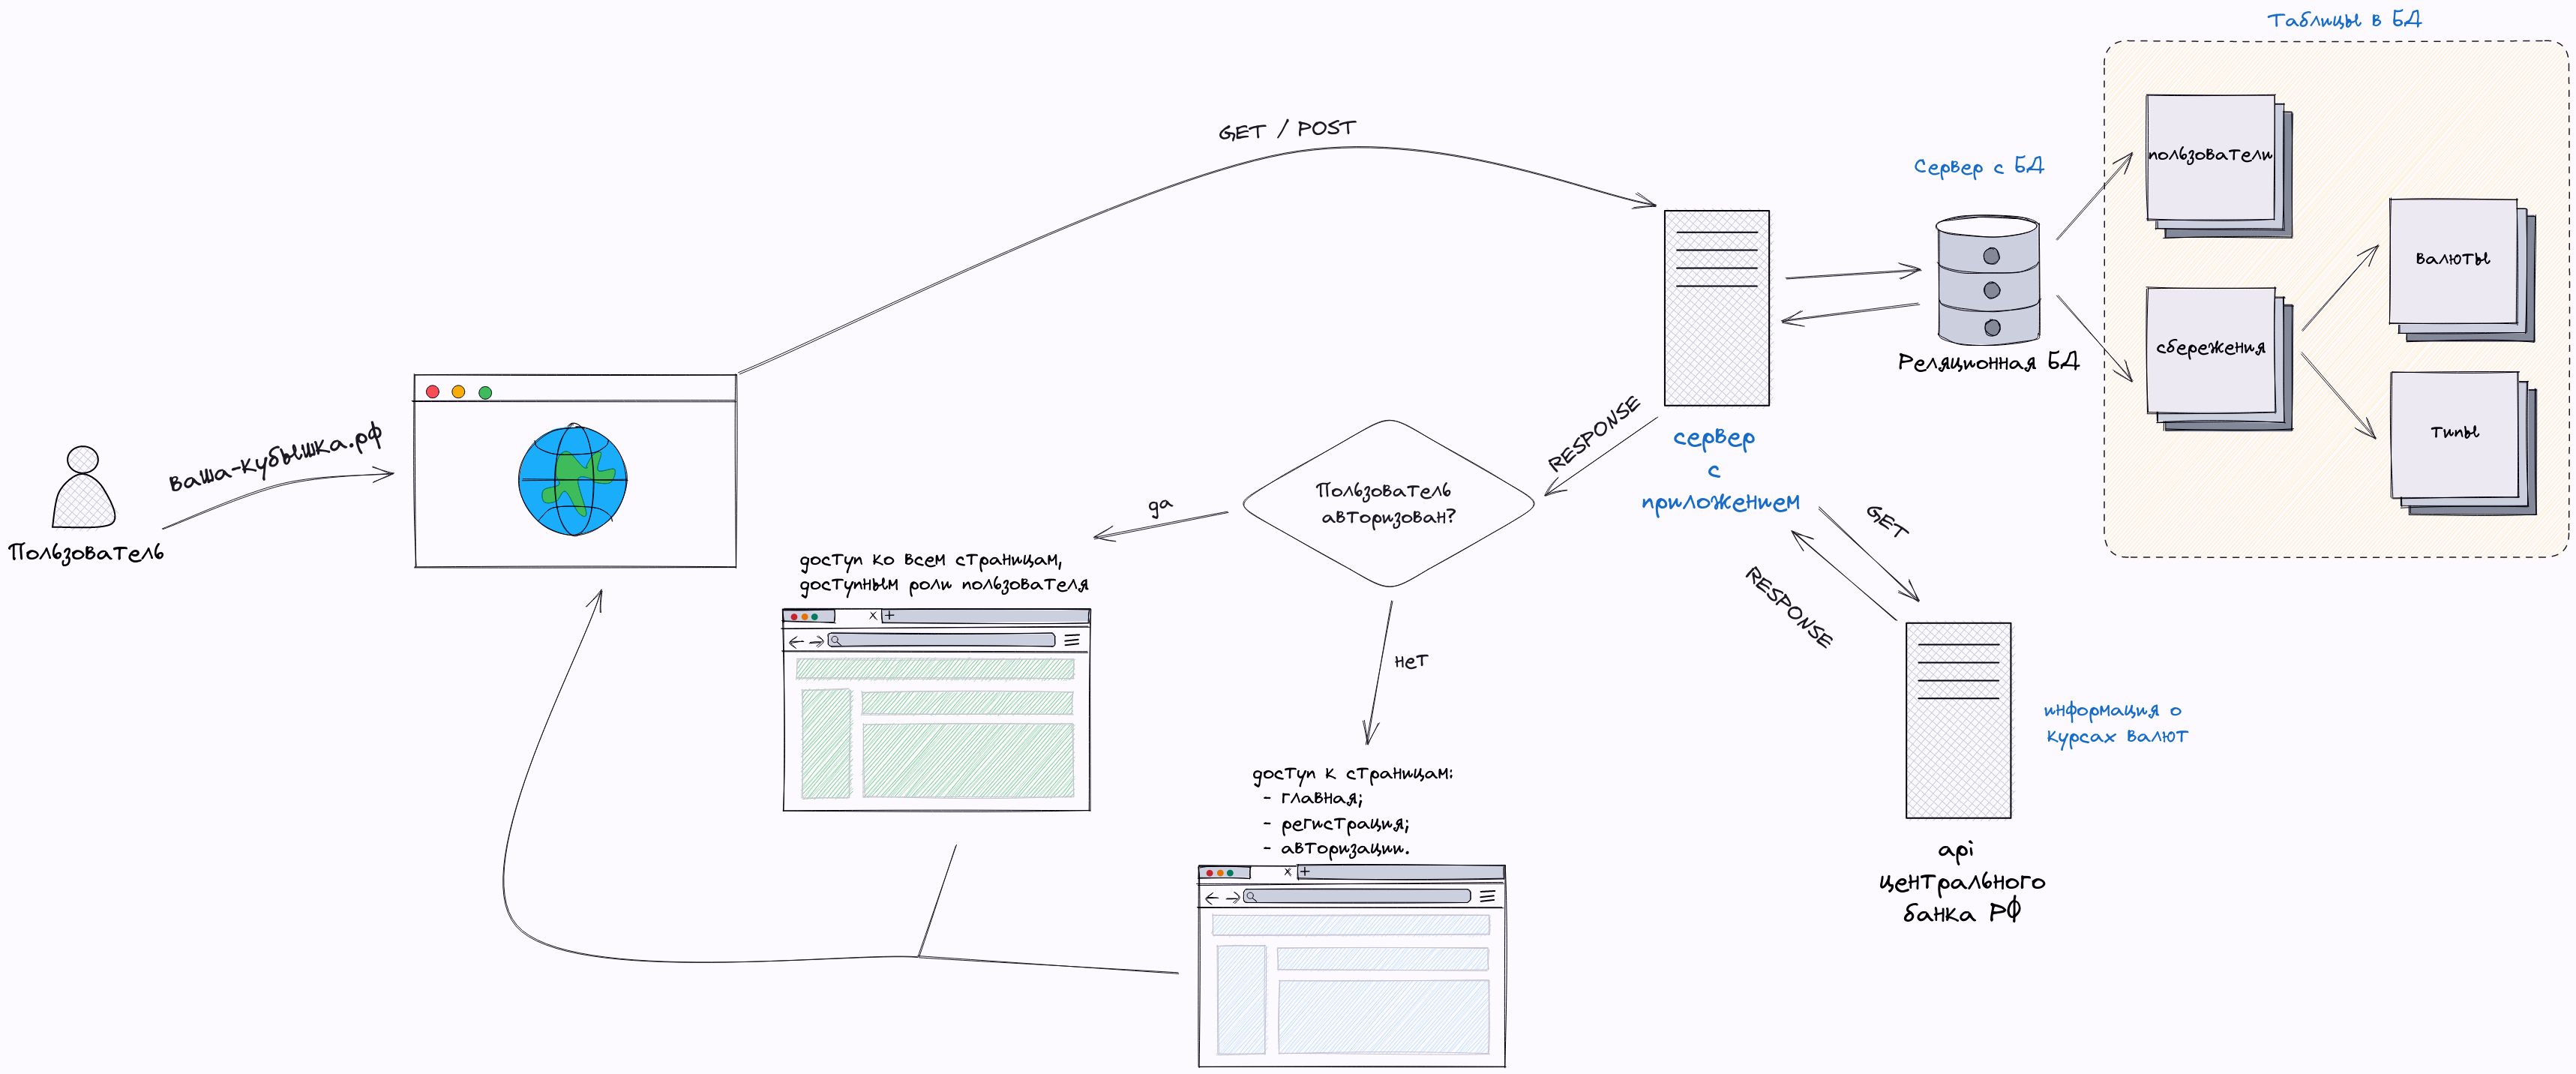 Таблицы в БД
GET / POST
пользователи
Сервер с БД
валюты
сбережения
Реляционная БД
типы
ваша-кубышка.рф
Пользователь
RESPONSE
сервер
с
приложением
Пользователь
авторизован?
да
GET
доступ ко всем страницам,
доступным роли пользователя
RESPONSE
нет
информация о
курсах валют
доступ к страницам:
- главная;
- регистрация;
- авторизации.
api
центрального
банка РФ